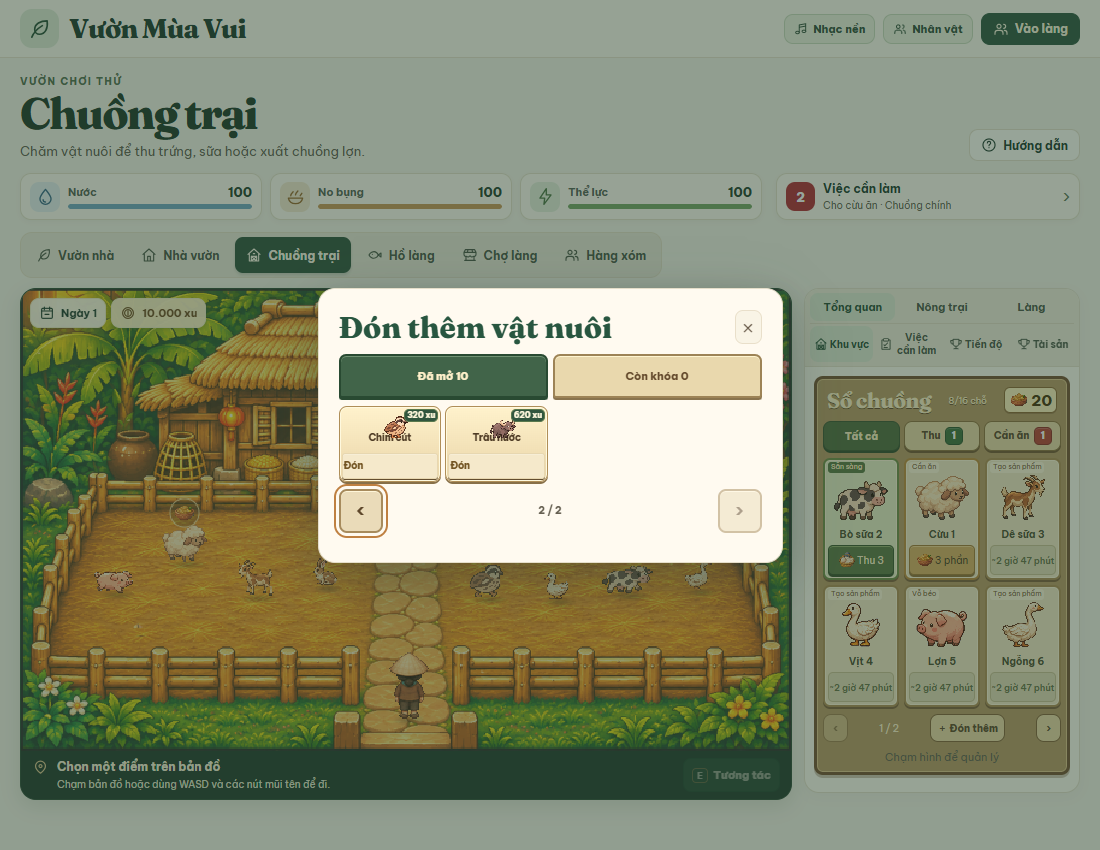 Vườn Mùa Vui
Nhạc nền
Nhân vật
Vào làng
VƯỜN CHƠI THỬ
Chuồng trại
Chăm vật nuôi để thu trứng, sữa hoặc xuất chuồng lợn.
Hướng dẫn
Nước 100
No bụng 100
Thể lực 100
2
Việc cần làm
Cho cừu ăn · Chuồng chính
Vườn nhà
Nhà vườn
Chuồng trại
Hồ làng
Chợ làng
Hàng xóm
Ngày 1
10.000 xu
Đón thêm vật nuôi
×
Đã mở 10
Còn khóa 0
320 xu
Chim cút
Đón
620 xu
Trâu nước
Đón
‹
2 / 2
›
Tổng quan
Nông trại
Làng
Khu vực
Việc
cần làm
Tiến độ
Tài sản
Sổ chuồng
8/16 chỗ
20
Tất cả
Thu 1
Cần ăn 1
Sẵn sàng
Bò sữa 2
Thu 3
Cần ăn
Cừu 1
3 phần
Tạo sản phẩm
Dê sữa 3
~2 giờ 47 phút
Tạo sản phẩm
Vịt 4
~2 giờ 47 phút
Vỗ béo
Lợn 5
~2 giờ 47 phút
Tạo sản phẩm
Ngỗng 6
~2 giờ 47 phút
‹
1 / 2
+ Đón thêm
›
Chạm hình để quản lý
Chọn một điểm trên bản đồ
Chạm bản đồ hoặc dùng WASD và các nút mũi tên để đi.
E Tương tác